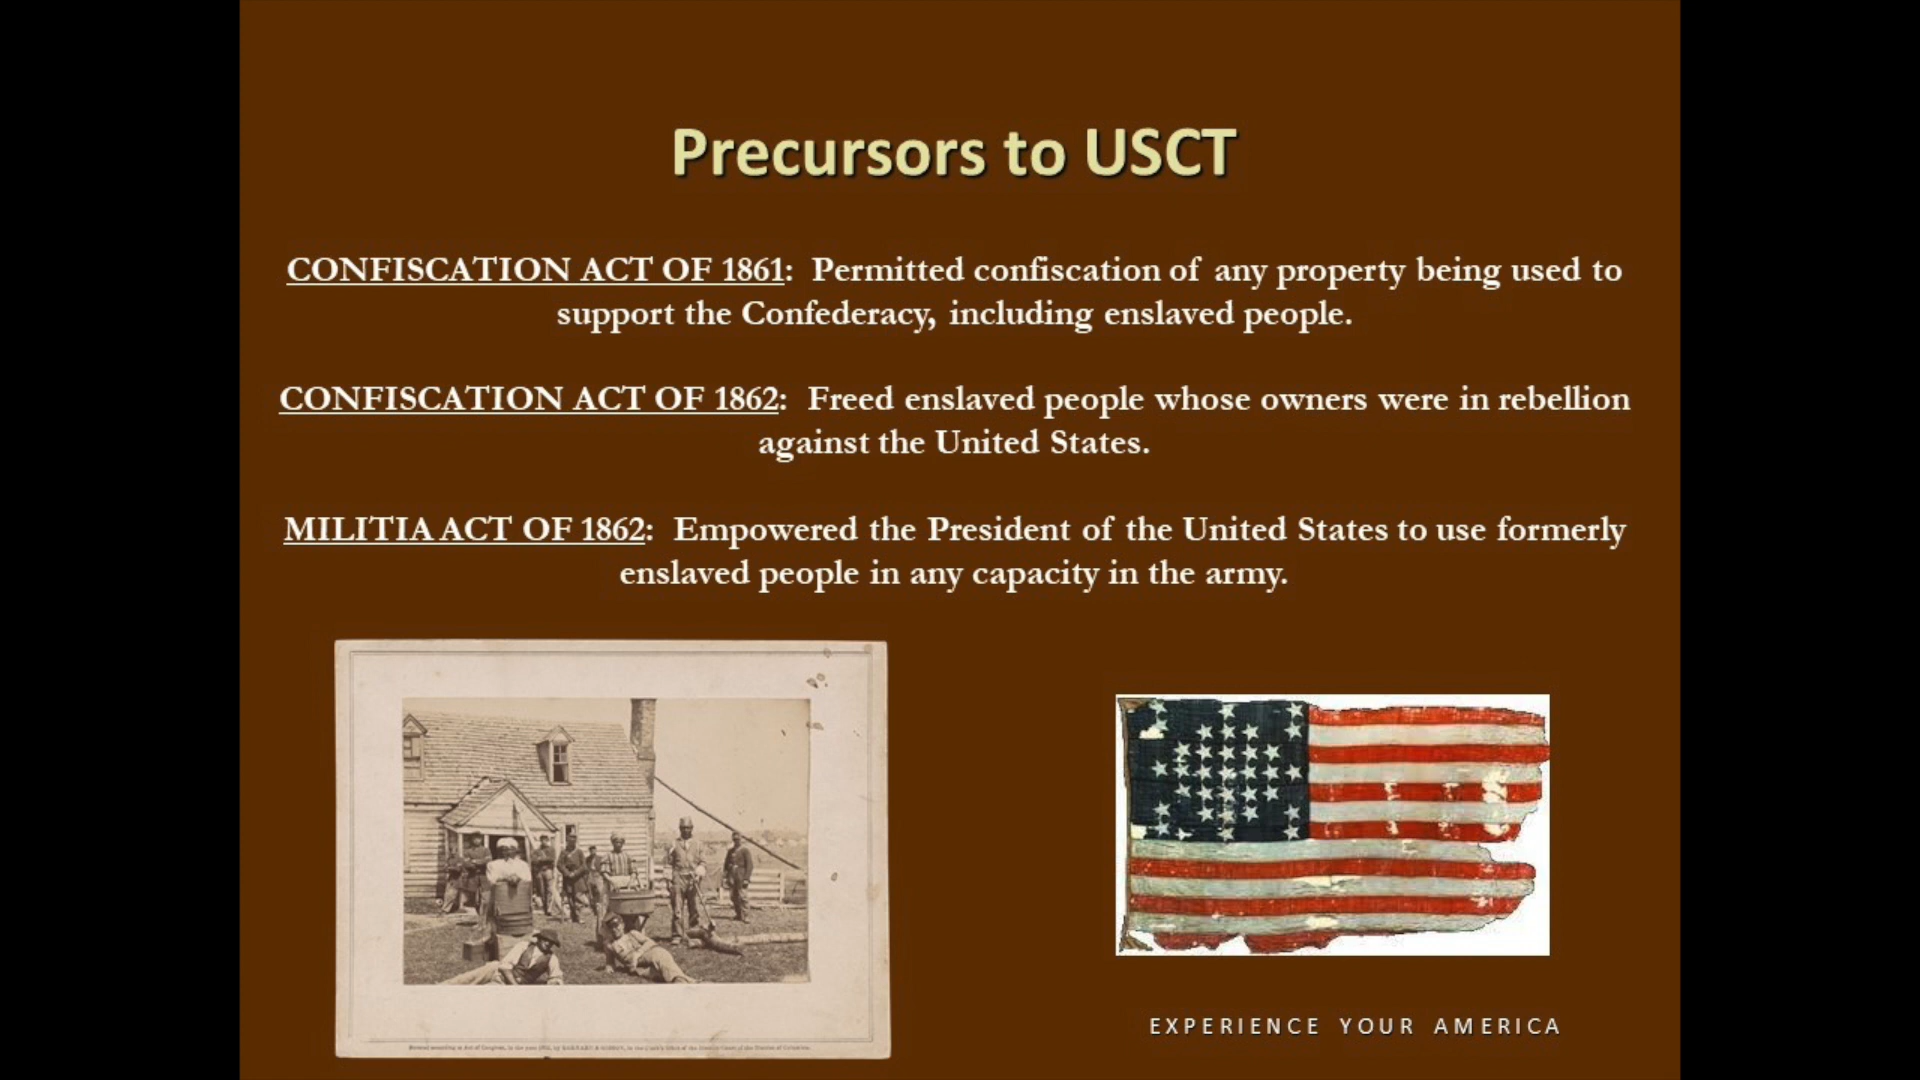 Precursors to USCT
CONFISCATION ACT OF 1861: Permitted confiscation of any property being used to
support the Confederacy, including enslaved people.
CONFISCATION ACT OF 1862: Freed enslaved people whose owners were in rebellion
against the United States.
MILITIA ACT OF 1862: Empowered the President of the United States to use formerly
enslaved people in any capacity in the army.
EXPERIENCE YOUR AMERICA